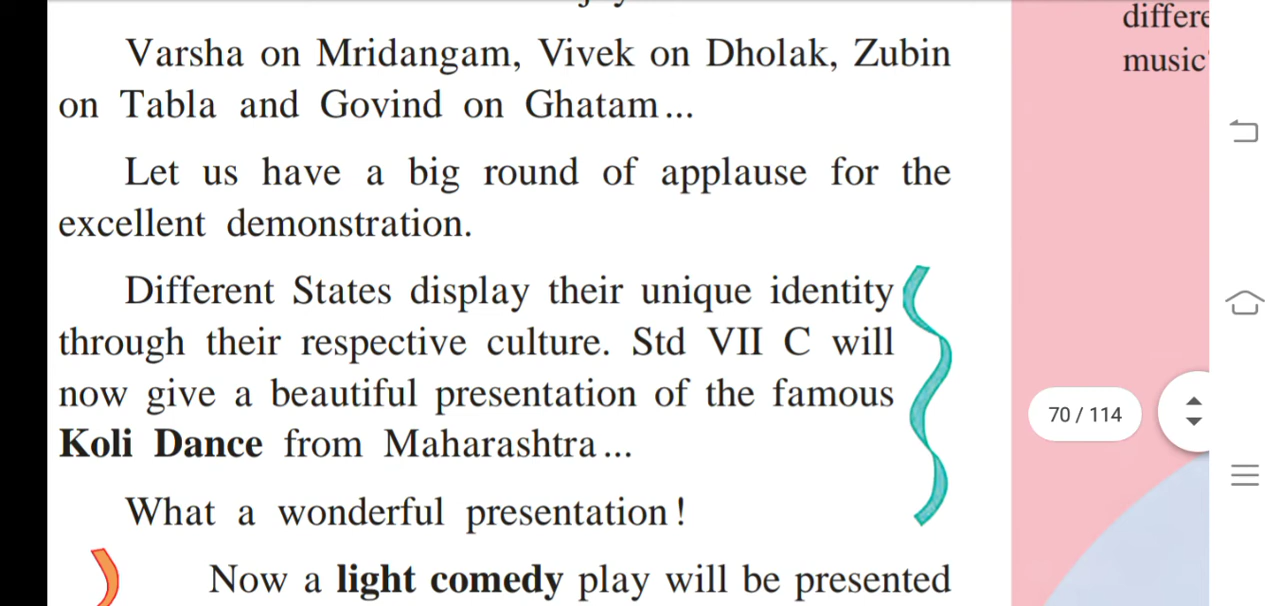 Varsha on Mridangam, Vivek on Dholak, Zubin
on Tabla and Govind on Ghatam...
Let us have a big round of applause for the
excellent demonstration.
Different States display their unique identity
through their respective culture. Std VII C will
now give a beautiful presentation of the famous
Koli Dance from Maharashtra...
What a wonderful presentation!
Now a light comedy play will be presented
music
70 / 114